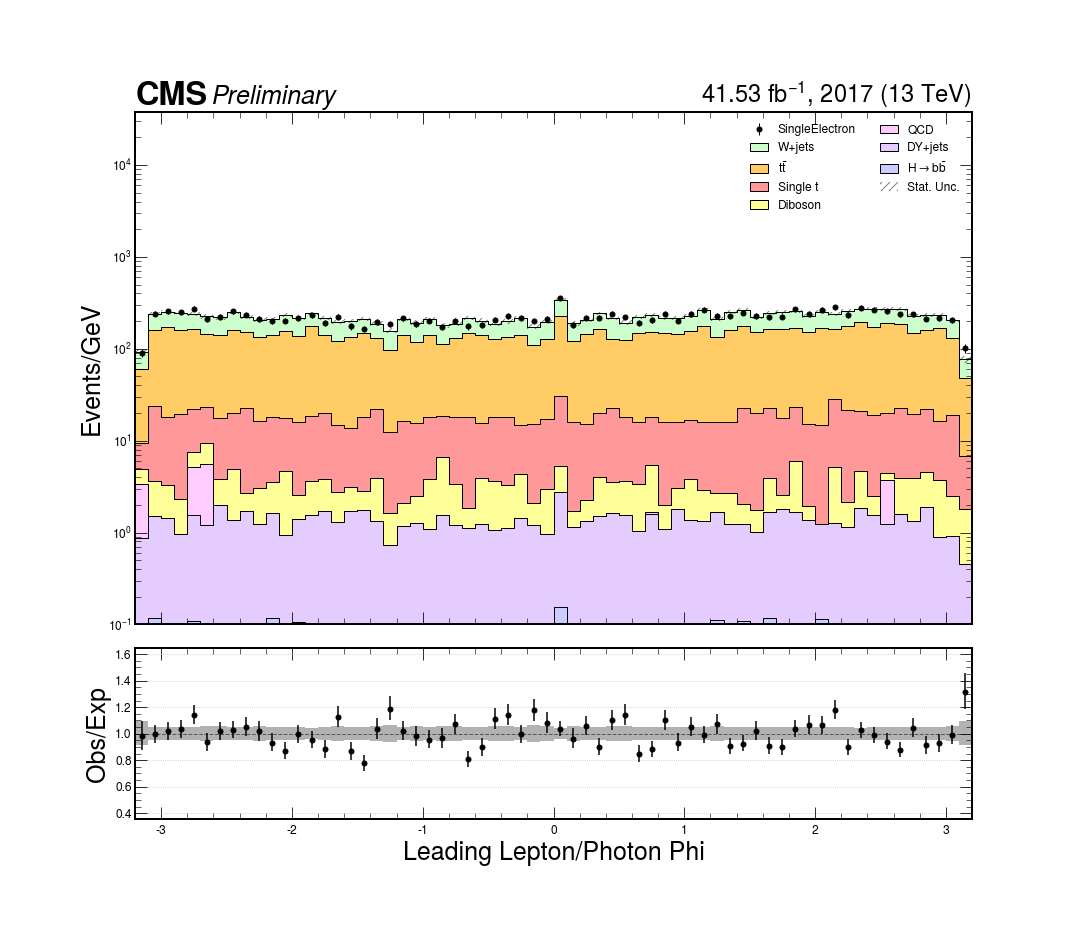 CMS Preliminary 41.53 fb⁻¹, 2017 (13 TeV)
Events/GeV
10⁴
10³
10²
10¹
10⁰
10⁻¹
SingleElectron
W+jets
tt̄
Single t
Diboson
QCD
DY+jets
H→bb̄
Stat. Unc.
Obs/Exp
1.6
1.4
1.2
1.0
0.8
0.6
0.4
-3 -2 -1 0 1 2 3
Leading Lepton/Photon Phi